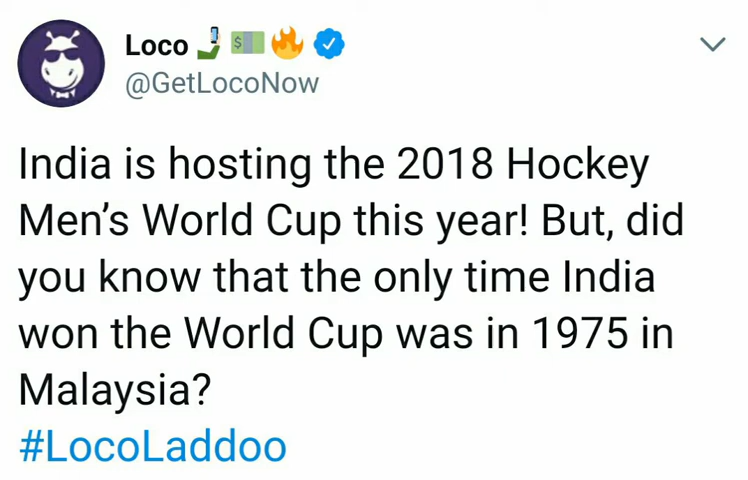 Loco 🤳💵🔥
@GetLocoNow
India is hosting the 2018 Hockey
Men’s World Cup this year! But, did
you know that the only time India
won the World Cup was in 1975 in
Malaysia?
#LocoLaddoo